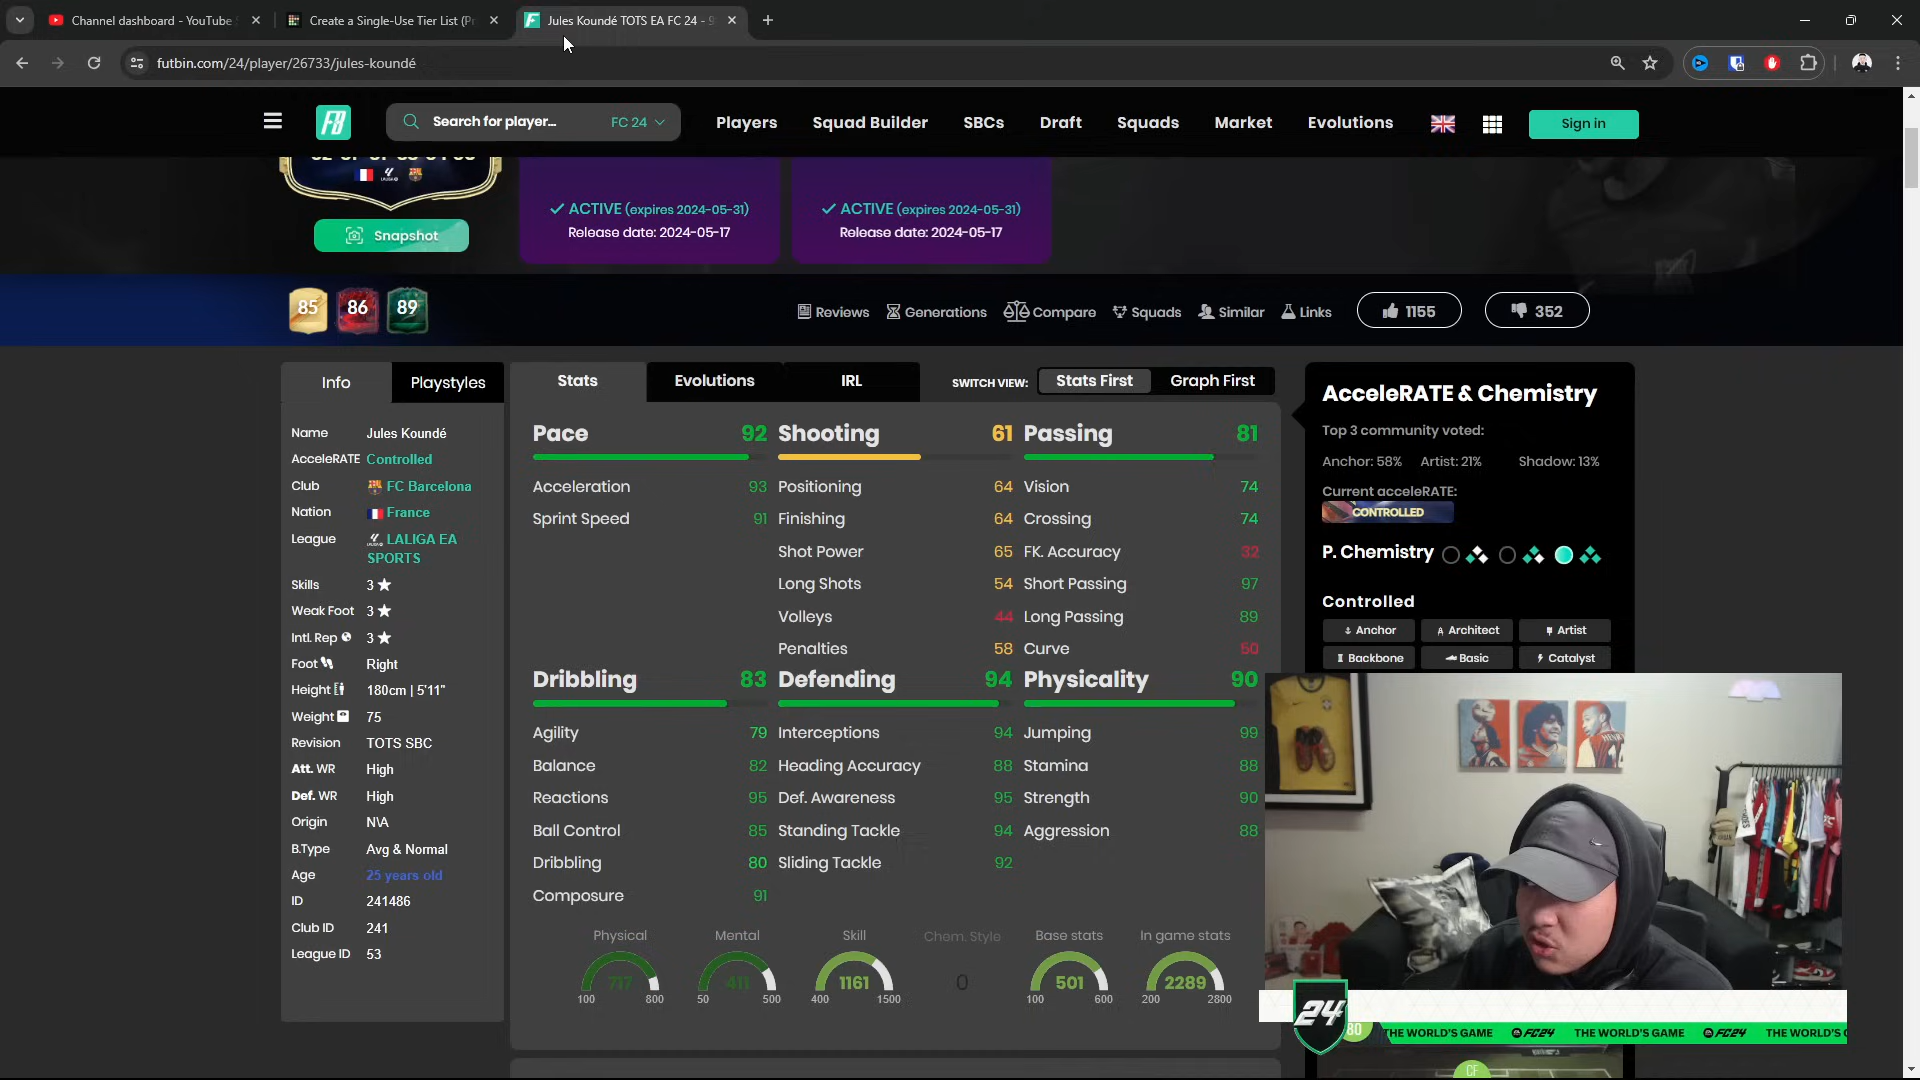 Channel dashboard - YouTube
Create a Single-Use Tier List (P
Jules Koundé TOTS EA FC 24 - 9
futbin.com/24/player/26733/jules-koundé
Search for player...
FC 24
Players
Squad Builder
SBCs
Draft
Squads
Market
Evolutions
Sign in
Snapshot
ACTIVE (expires 2024-05-31)
Release date: 2024-05-17
ACTIVE (expires 2024-05-31)
Release date: 2024-05-17
85
86
89
Reviews
Generations
Compare
Squads
Similar
Links
1155
352
Info
Playstyles
Name Jules Koundé
AcceleRATE Controlled
Club FC Barcelona
Nation France
League LALIGA EA
SPORTS
Skills 3
Weak Foot 3
Intl. Rep 3
Foot Right
Height 180cm | 5'11"
Weight 75
Revision TOTS SBC
Att. WR High
Def. WR High
Origin N\A
B.Type Avg & Normal
Age 25 years old
ID 241486
Club ID 241
League ID 53
Stats
Evolutions
IRL
SWITCH VIEW:
Stats First
Graph First
Pace 92
Acceleration 93
Sprint Speed 91
Shooting 61
Positioning 64
Finishing 64
Shot Power 65
Long Shots 54
Volleys 44
Penalties 58
Passing 81
Vision 74
Crossing 74
FK. Accuracy 32
Short Passing 97
Long Passing 89
Curve 50
Dribbling 83
Agility 79
Balance 82
Reactions 95
Ball Control 85
Dribbling 80
Composure 91
Defending 94
Interceptions 94
Heading Accuracy 88
Def. Awareness 95
Standing Tackle 94
Sliding Tackle 92
Physicality 90
Jumping 99
Stamina 88
Strength 90
Aggression 88
Physical
717
100 800
Mental
411
50 500
Skill
1161
400 1500
Chem. Style
0
Base stats
501
100 600
In game stats
2289
200 2800
AcceleRATE & Chemistry
Top 3 community voted:
Anchor: 58% Artist: 21% Shadow: 13%
Current acceleRATE:
CONTROLLED
P. Chemistry
Controlled
Anchor
Architect
Artist
Backbone
Basic
Catalyst
HENRY
24
80
THE WORLD'S GAME FC24 THE WORLD'S GAME FC24 THE WORLD'S
CF